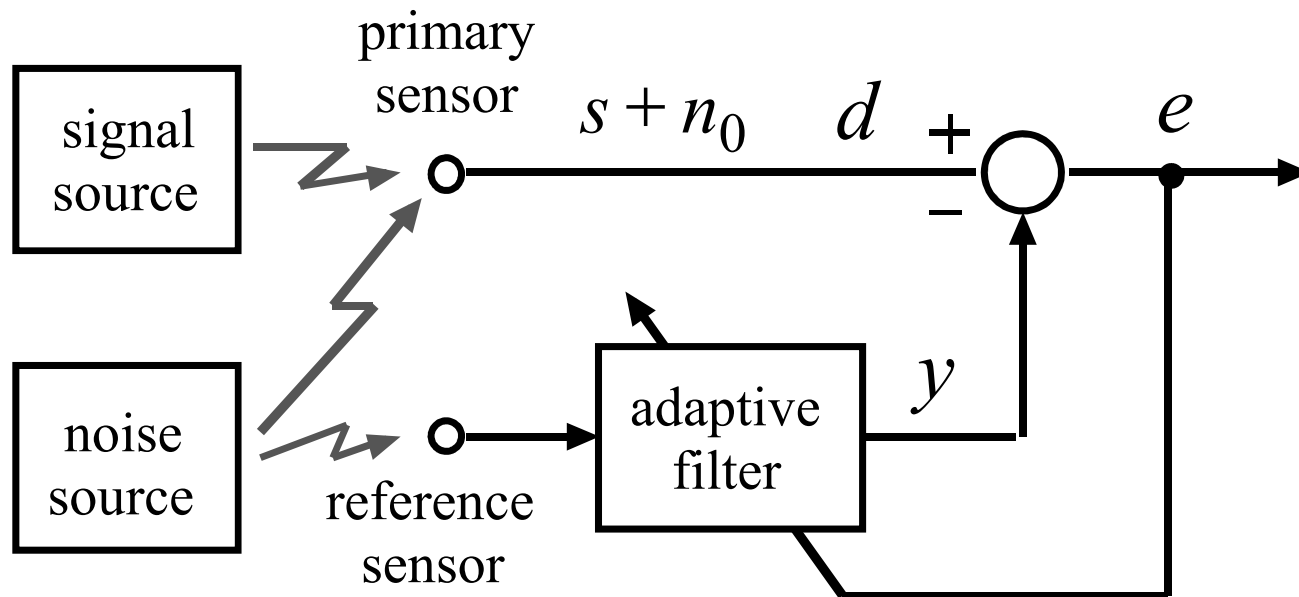 primary
sensor
signal
source
s + n₀
d
+
−
e
noise
source
reference
sensor
adaptive
filter
y